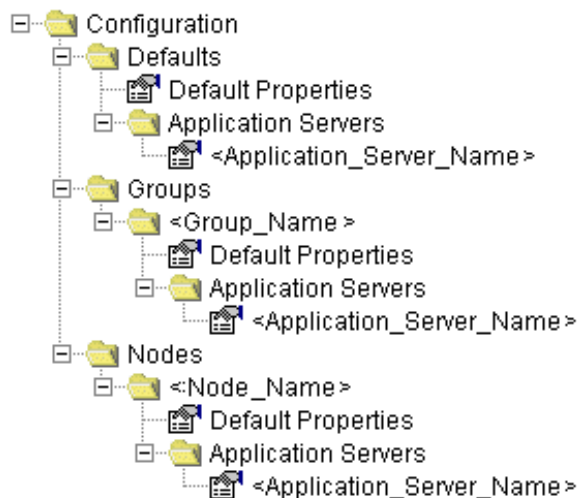 Configuration
Defaults
Default Properties
Application Servers
<Application_Server_Name>
Groups
<Group_Name>
Default Properties
Application Servers
<Application_Server_Name>
Nodes
<Node_Name>
Default Properties
Application Servers
<Application_Server_Name>